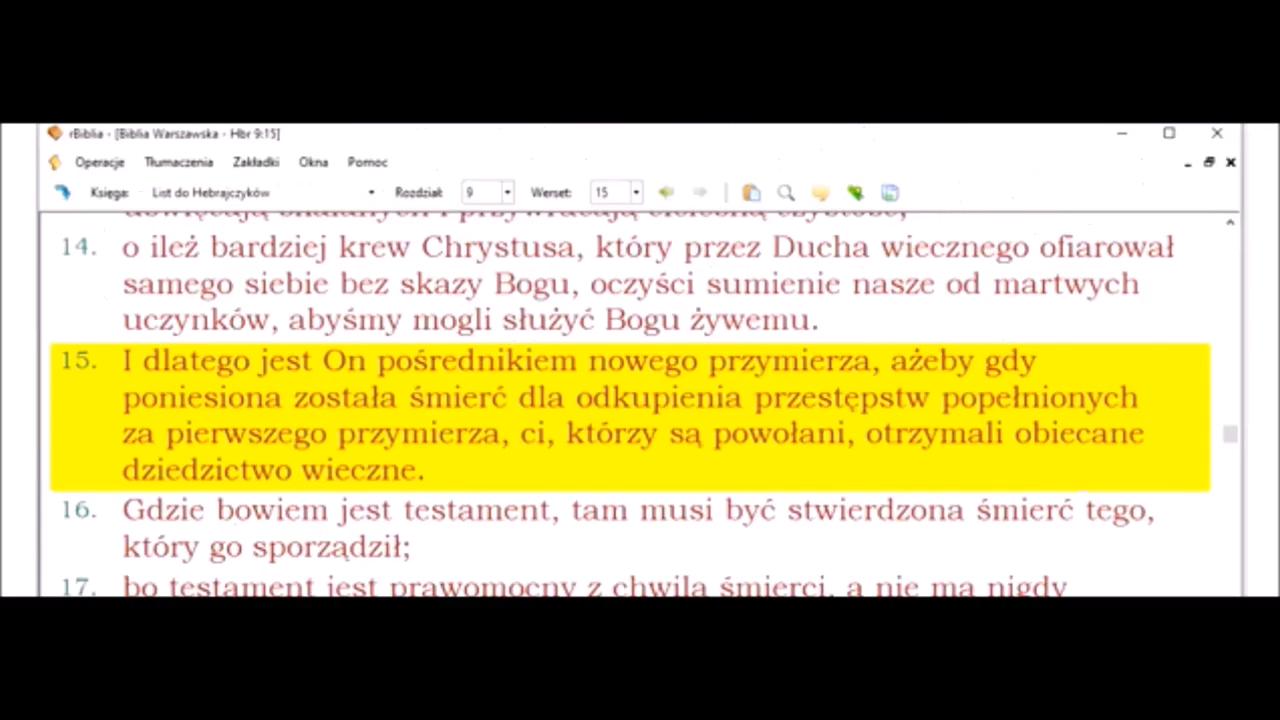 rBiblia - [Biblia Warszawska - Hbr 9:15]
Operacje Tłumaczenia Zakładki Okna Pomoc
Księga: List do Hebrajczyków Rozdział: 9 Werset: 15
uświęcają skalanych i przywracają cielesną czystość,
14. o ileż bardziej krew Chrystusa, który przez Ducha wiecznego ofiarował
samego siebie bez skazy Bogu, oczyści sumienie nasze od martwych
uczynków, abyśmy mogli służyć Bogu żywemu.
15. I dlatego jest On pośrednikiem nowego przymierza, ażeby gdy
poniesiona została śmierć dla odkupienia przestępstw popełnionych
za pierwszego przymierza, ci, którzy są powołani, otrzymali obiecane
dziedzictwo wieczne.
16. Gdzie bowiem jest testament, tam musi być stwierdzona śmierć tego,
który go sporządził;
17. bo testament jest prawomocny z chwilą śmierci, a nie ma nigdy